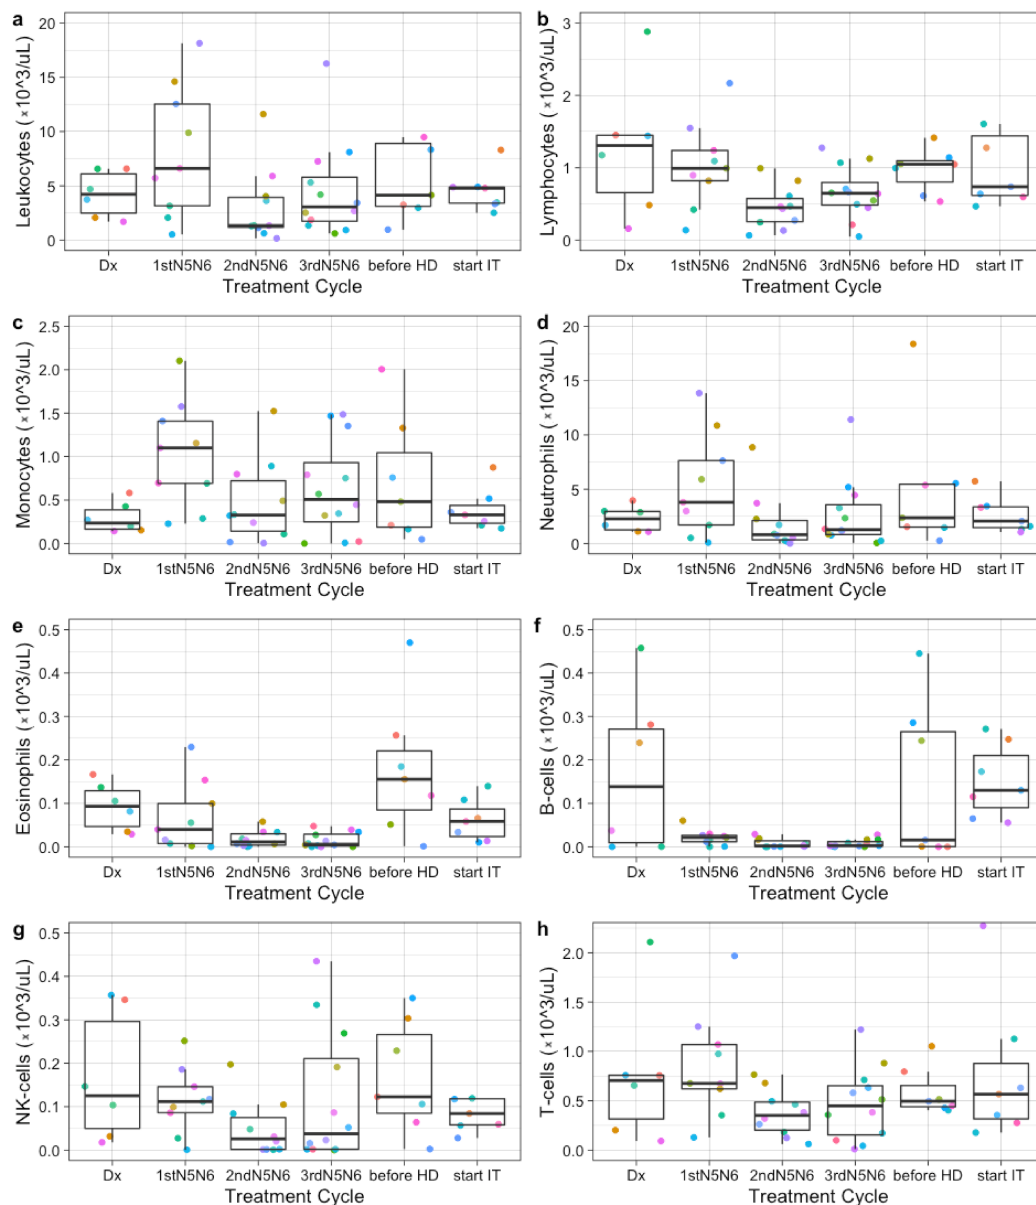 a
Leukocytes (×10^3/uL)
20
15
10
5
0
Dx 1stN5N6 2ndN5N6 3rdN5N6 before HD start IT
Treatment Cycle
b
Lymphocytes (×10^3/uL)
3
2
1
0
Dx 1stN5N6 2ndN5N6 3rdN5N6 before HD start IT
Treatment Cycle
c
Monocytes (×10^3/uL)
2.5
2.0
1.5
1.0
0.5
0.0
Dx 1stN5N6 2ndN5N6 3rdN5N6 before HD start IT
Treatment Cycle
d
Neutrophils (×10^3/uL)
20
15
10
5
0
Dx 1stN5N6 2ndN5N6 3rdN5N6 before HD start IT
Treatment Cycle
e
Eosinophils (×10^3/uL)
0.5
0.4
0.3
0.2
0.1
0.0
Dx 1stN5N6 2ndN5N6 3rdN5N6 before HD start IT
Treatment Cycle
f
B-cells (×10^3/uL)
0.5
0.4
0.3
0.2
0.1
0.0
Dx 1stN5N6 2ndN5N6 3rdN5N6 before HD start IT
Treatment Cycle
g
NK-cells (×10^3/uL)
0.5
0.4
0.3
0.2
0.1
0.0
Dx 1stN5N6 2ndN5N6 3rdN5N6 before HD start IT
Treatment Cycle
h
T-cells (×10^3/uL)
2.0
1.5
1.0
0.5
0.0
Dx 1stN5N6 2ndN5N6 3rdN5N6 before HD start IT
Treatment Cycle